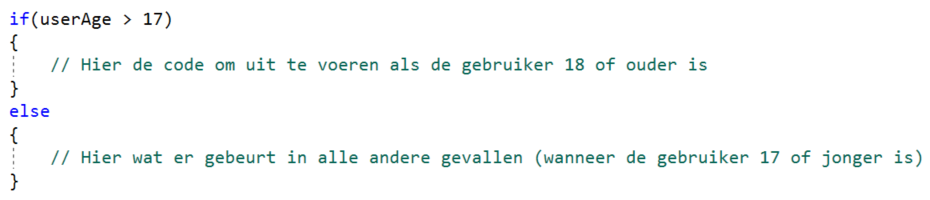 if(userAge > 17)
{
// Hier de code om uit te voeren als de gebruiker 18 of ouder is
}
else
{
// Hier wat er gebeurt in alle andere gevallen (wanneer de gebruiker 17 of jonger is)
}